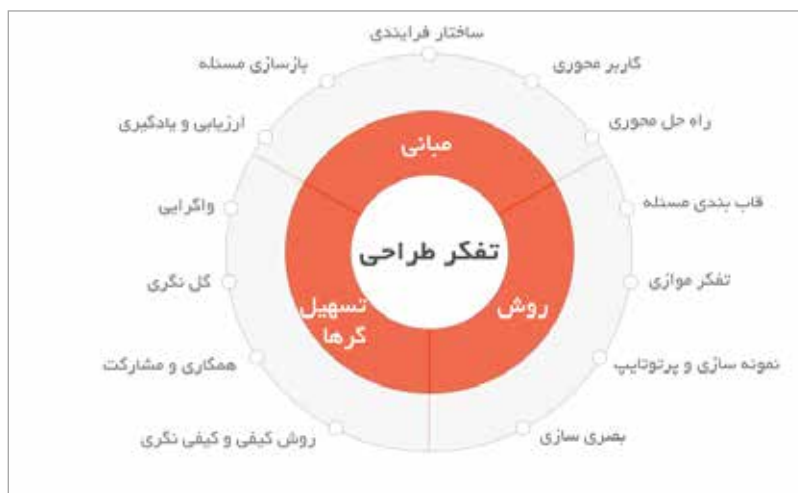 ساختار فرایندی
کاربر محوری
راه حل محوری
قاب بندی مسئله
تفکر موازی
نمونه سازی و پرتوتایپ
بصری سازی
روش کیفی و کیفی نگری
همکاری و مشارکت
کل نگری
واگرایی
ارزیابی و یادگیری
بازسازی مسئله
مبانی
روش
تسهیل
گرها
تفکر طراحی